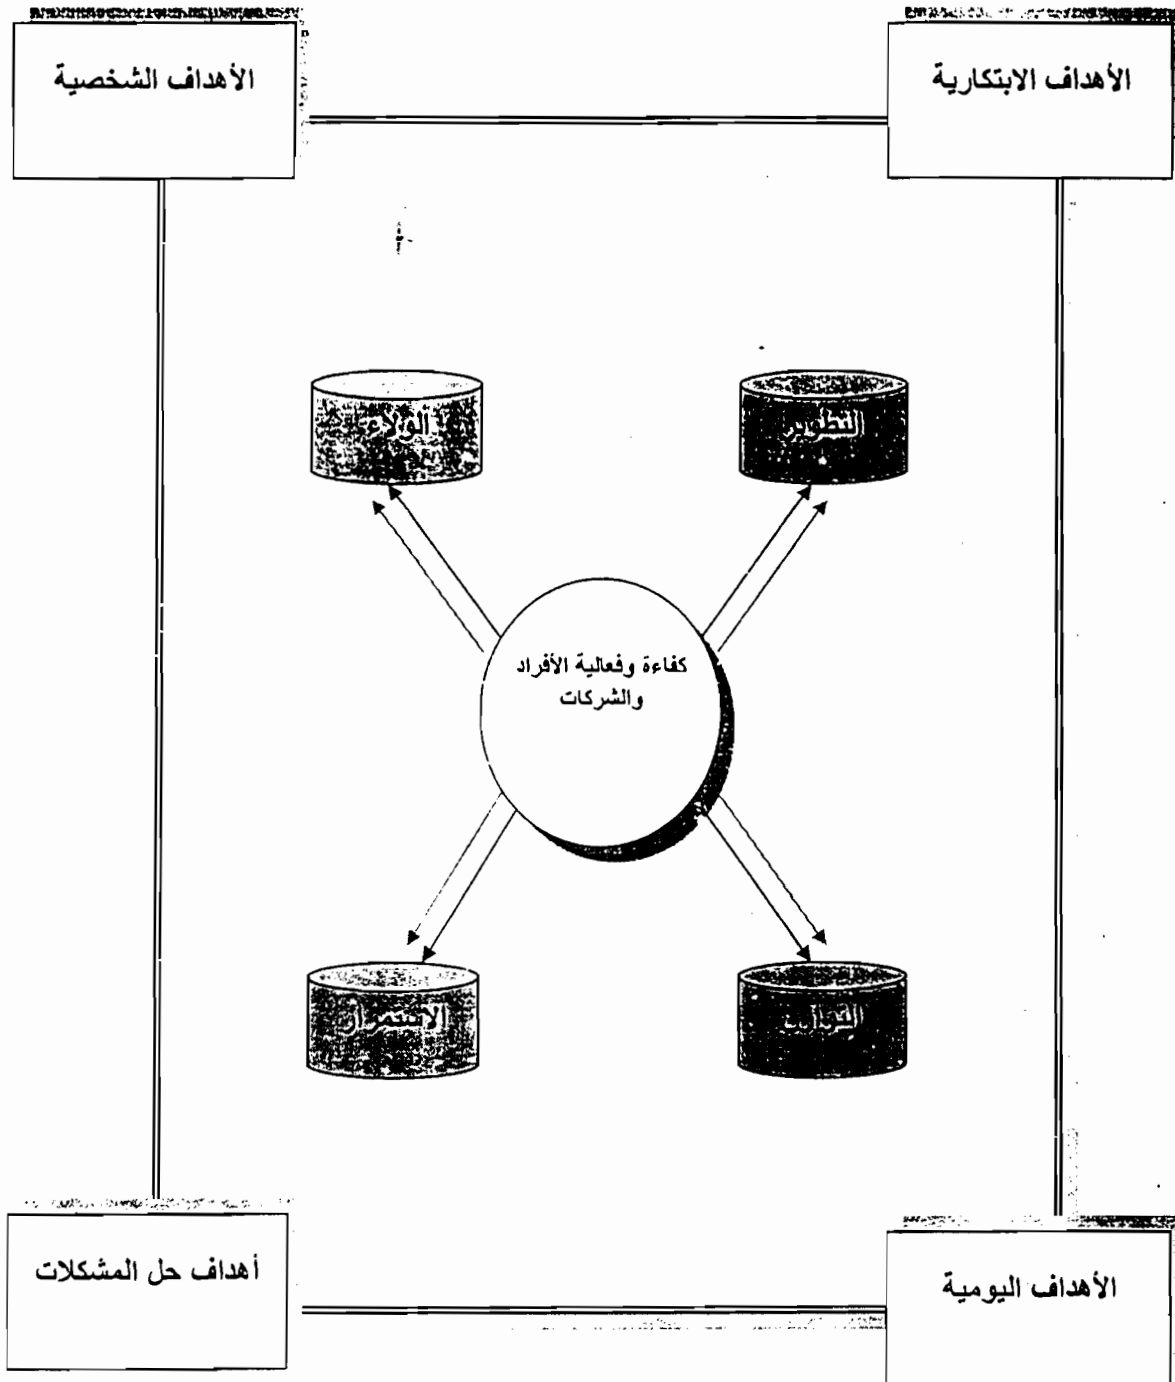 الأهداف الابتكارية
الأهداف الشخصية
التطوير
الولاء
كفاءة وفعالية الأفراد
والشركات
الاستمرار
الأهداف اليومية
أهداف حل المشكلات